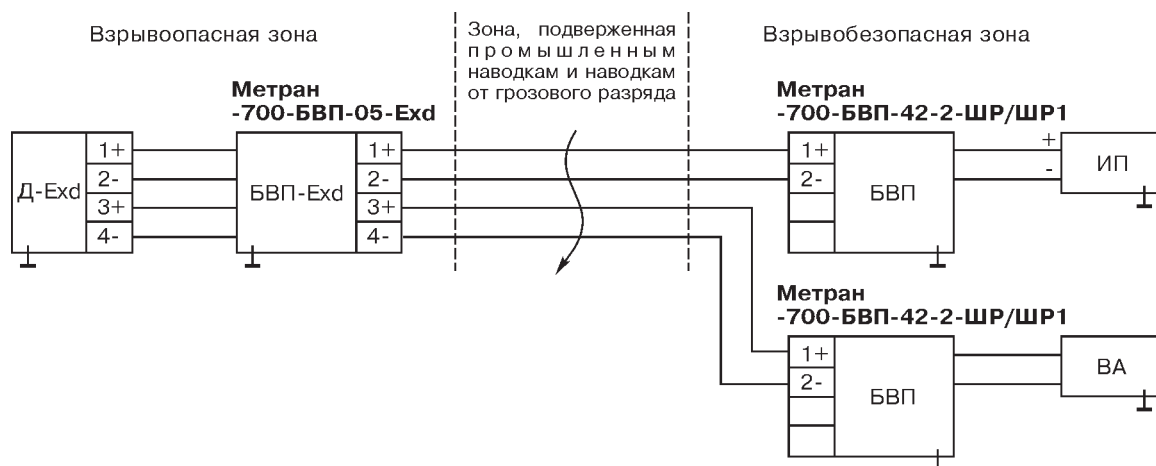 Взрывоопасная зона
Зона, подверженная
промышленным
наводкам и наводкам
от грозового разряда
Взрывобезопасная зона
Метран
-700-БВП-05-Exd
Метран
-700-БВП-42-2-ШР/ШР1
Д-Exd
1+
2-
3+
4-
БВП-Exd
1+
2-
3+
4-
1+
2-
БВП
+
-
ИП
Метран
-700-БВП-42-2-ШР/ШР1
1+
2-
БВП
ВА